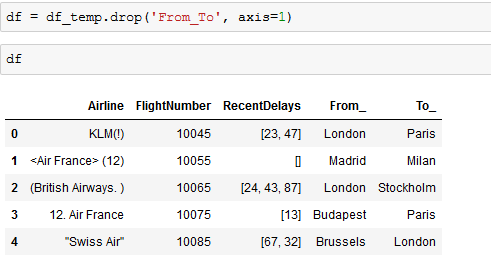 df = df_temp.drop('From_To', axis=1)
df
Airline FlightNumber RecentDelays From_ To_
0 KLM(!) 10045 [23, 47] London Paris
1 <Air France> (12) 10055 [] Madrid Milan
2 (British Airways. ) 10065 [24, 43, 87] London Stockholm
3 12. Air France 10075 [13] Budapest Paris
4 "Swiss Air" 10085 [67, 32] Brussels London